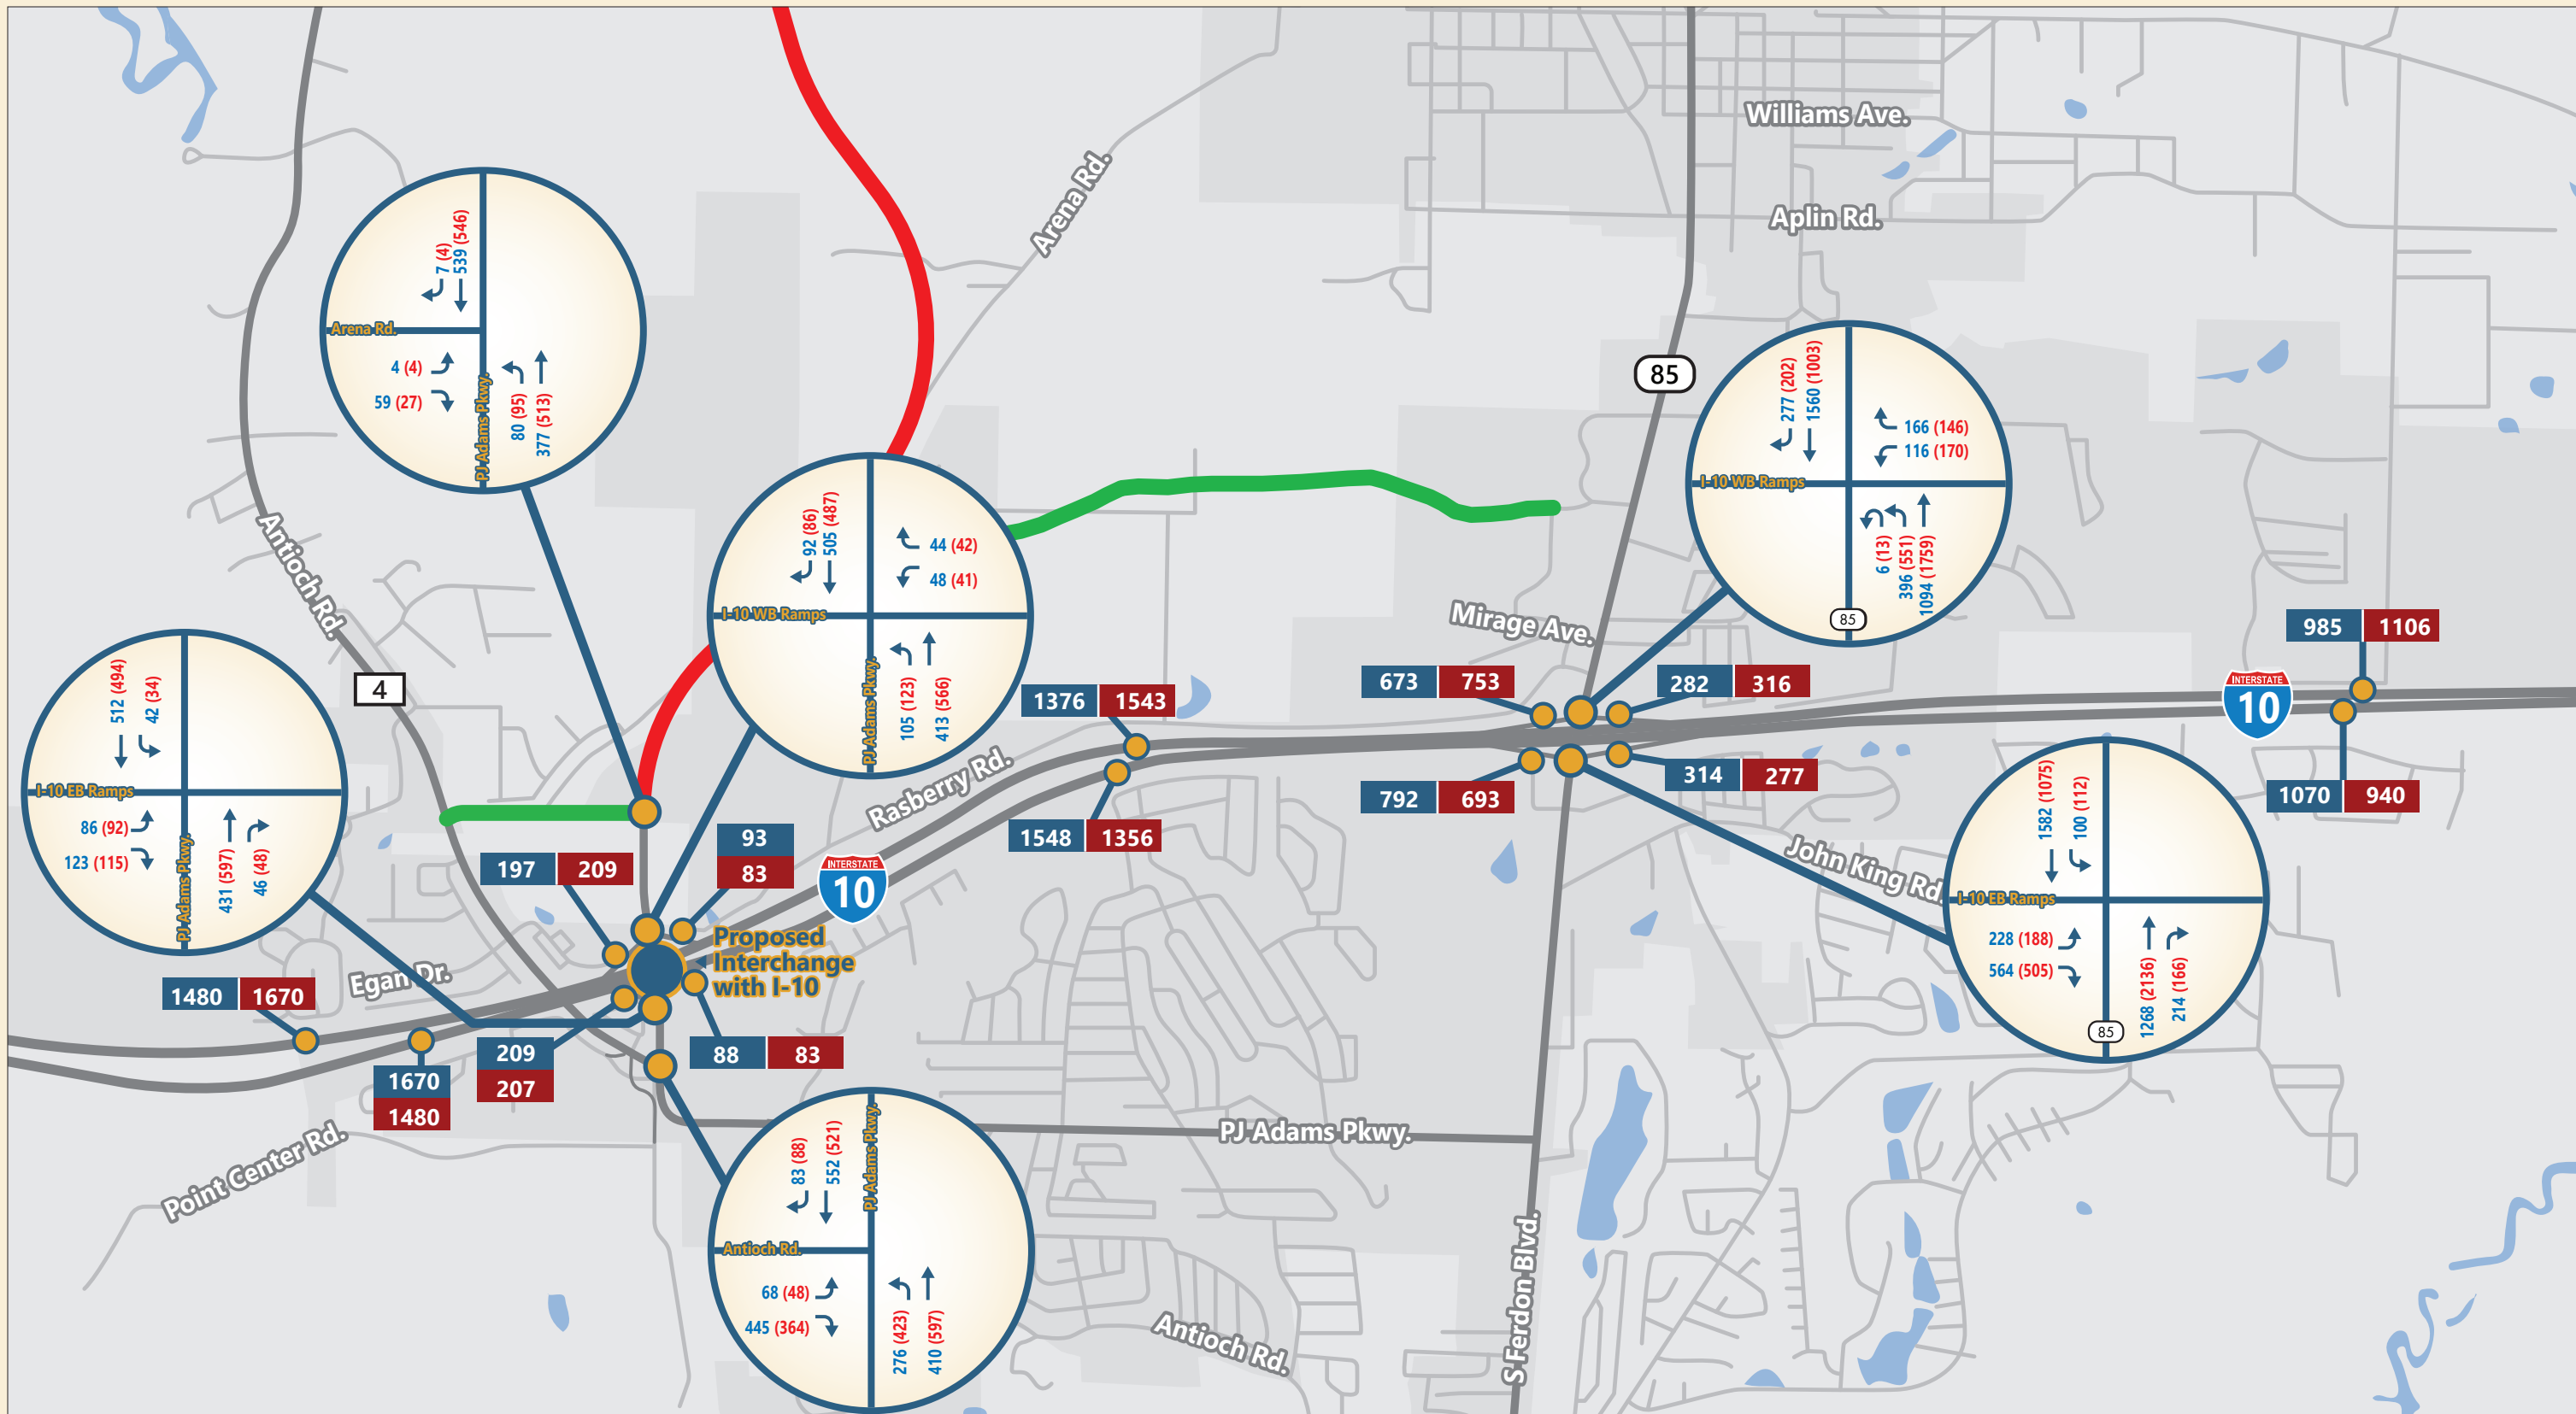 Williams Ave.
Aplin Rd.
Arena Rd.
85
Antioch Rd.
4
Mirage Ave.
Rasberry Rd.
John King Rd.
Egan Dr.
Point Center Rd.
PJ Adams Pkwy.
S Ferdon Blvd.
Antioch Rd.
INTERSTATE
10
INTERSTATE
10
Proposed
Interchange
with I-10
7 (4)
539 (546)
Arena Rd.
4 (4)
59 (27)
PJ Adams Pkwy.
80 (95)
377 (513)
92 (86)
505 (487)
44 (42)
48 (41)
I-10 WB Ramps
PJ Adams Pkwy.
105 (123)
413 (566)
277 (202)
1560 (1003)
166 (146)
116 (170)
I-10 WB Ramps
6 (13)
396 (551)
1094 (1759)
85
512 (494)
42 (34)
I-10 EB Ramps
86 (92)
123 (115)
PJ Adams Pkwy.
431 (597)
46 (48)
1582 (1075)
100 (112)
I-10 EB Ramps
228 (188)
564 (505)
1268 (2136)
214 (166)
85
83 (88)
552 (521)
PJ Adams Pkwy.
Antioch Rd.
68 (48)
445 (364)
276 (423)
410 (597)
985 1106
1070 940
673 753
282 316
792 693
314 277
1376 1543
1548 1356
93
83
197 209
88 83
209
207
1480 1670
1670
1480